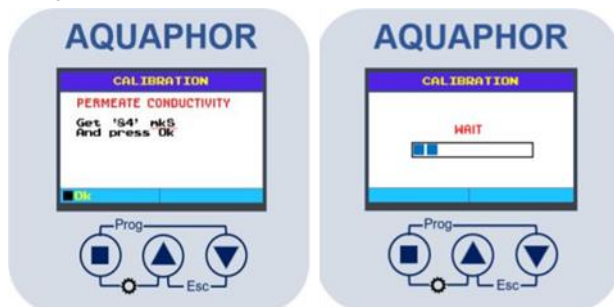 AQUAPHOR
CALIBRATION
PERMEATE CONDUCTIVITY
Get '84' mkS
And press Ok
Ok
Prog
Esc
AQUAPHOR
CALIBRATION
WAIT
Prog
Esc